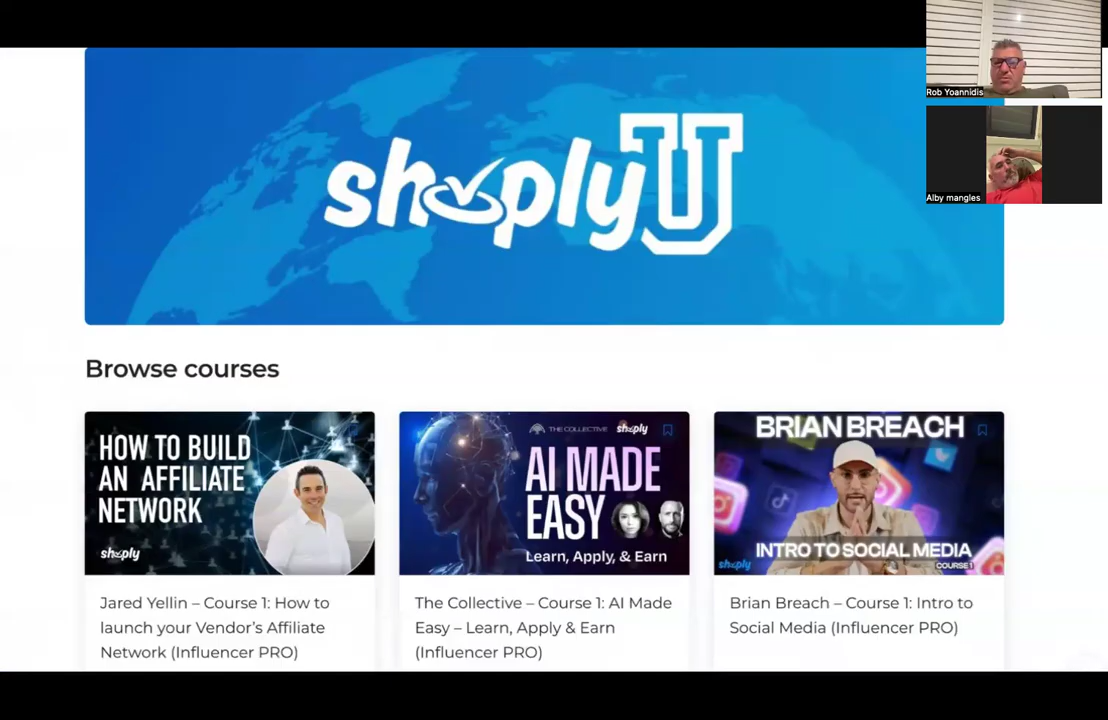 Rob Yoannidis
Alby mangles
shoplyU
Browse courses
HOW TO BUILD
AN AFFILIATE
NETWORK
shoply
THE COLLECTIVE shoply
AI MADE
EASY
Learn, Apply, & Earn
BRIAN BREACH
INTRO TO SOCIAL MEDIA
shoply COURSE 1
Jared Yellin – Course 1: How to
launch your Vendor’s Affiliate
Network (Influencer PRO)
The Collective – Course 1: AI Made
Easy – Learn, Apply & Earn
(Influencer PRO)
Brian Breach – Course 1: Intro to
Social Media (Influencer PRO)